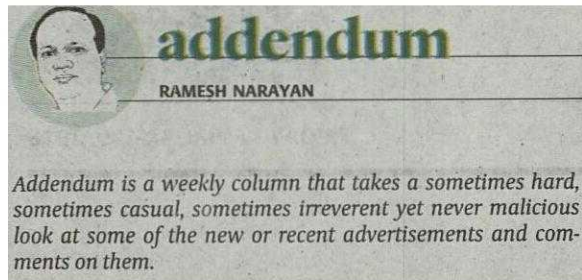 addendum
RAMESH NARAYAN
Addendum is a weekly column that takes a sometimes hard,
sometimes casual, sometimes irreverent yet never malicious
look at some of the new or recent advertisements and com-
ments on them.